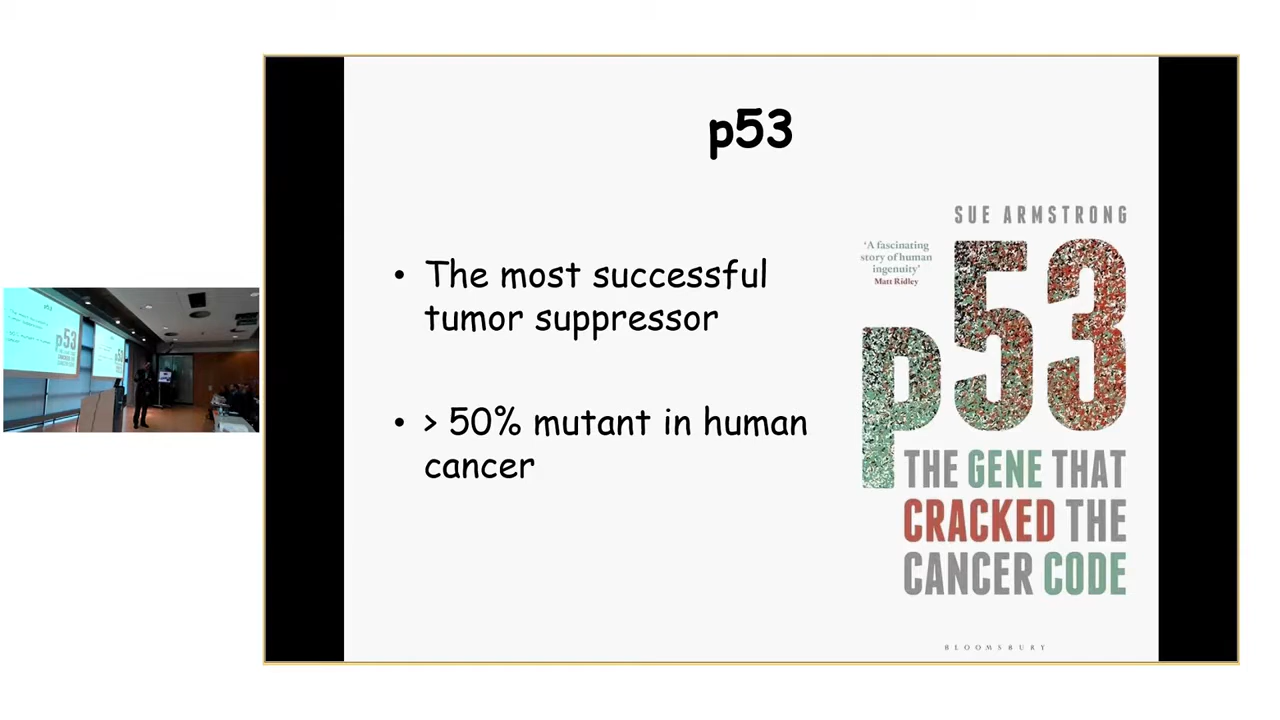 p53
• The most successful
tumor suppressor
• > 50% mutant in human
cancer
SUE ARMSTRONG
‘A fascinating
story of human
ingenuity’
Matt Ridley
p53
THE GENE THAT
CRACKED THE
CANCER CODE
BLOOMSBURY